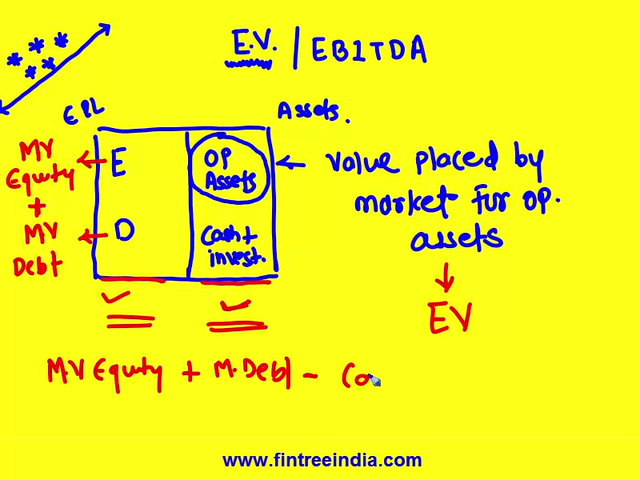 E.V. / EBITDA
E&L
Assets.
MV
Equity
+
MV
Debt
E
D
OP
Assets
Cash +
invest.
value placed by
market for op.
assets
EV
MV Equity + M.Debt - Ca
www.fintreeindia.com